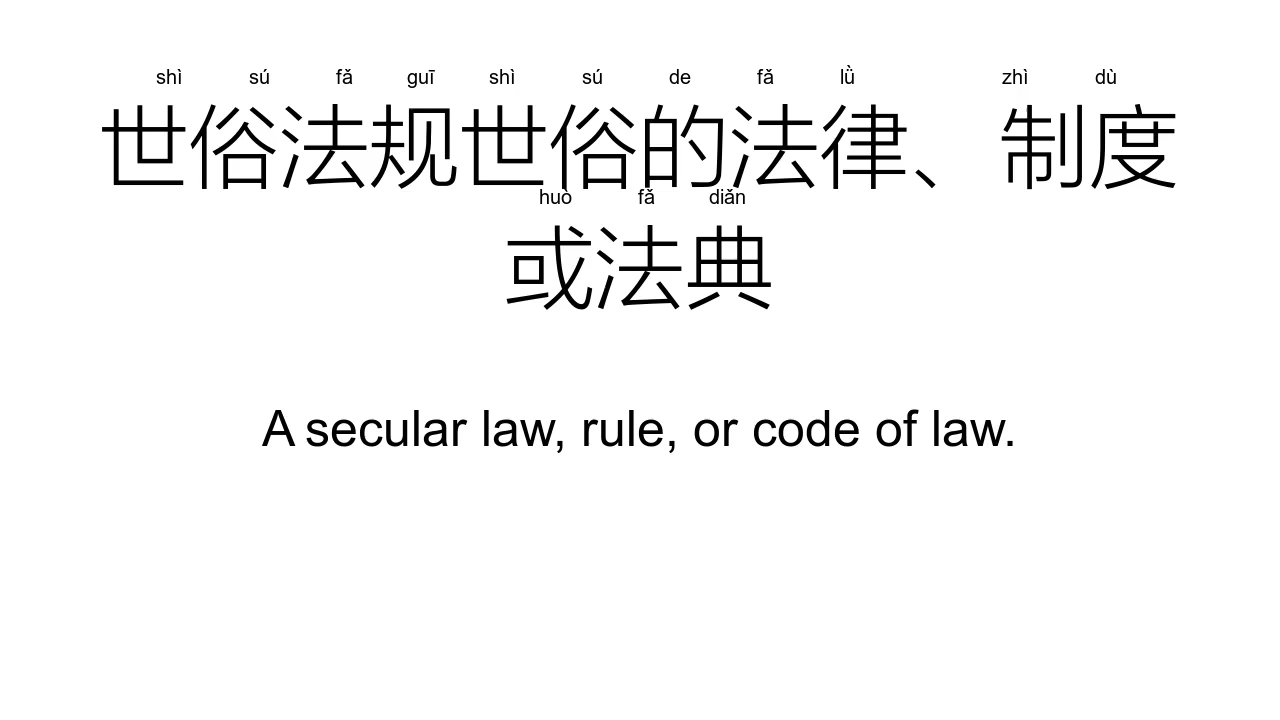 shì sú fǎ guī shì sú de fǎ lǜ zhì dù
世俗法规世俗的法律、制度
huò fǎ diǎn
或法典
A secular law, rule, or code of law.